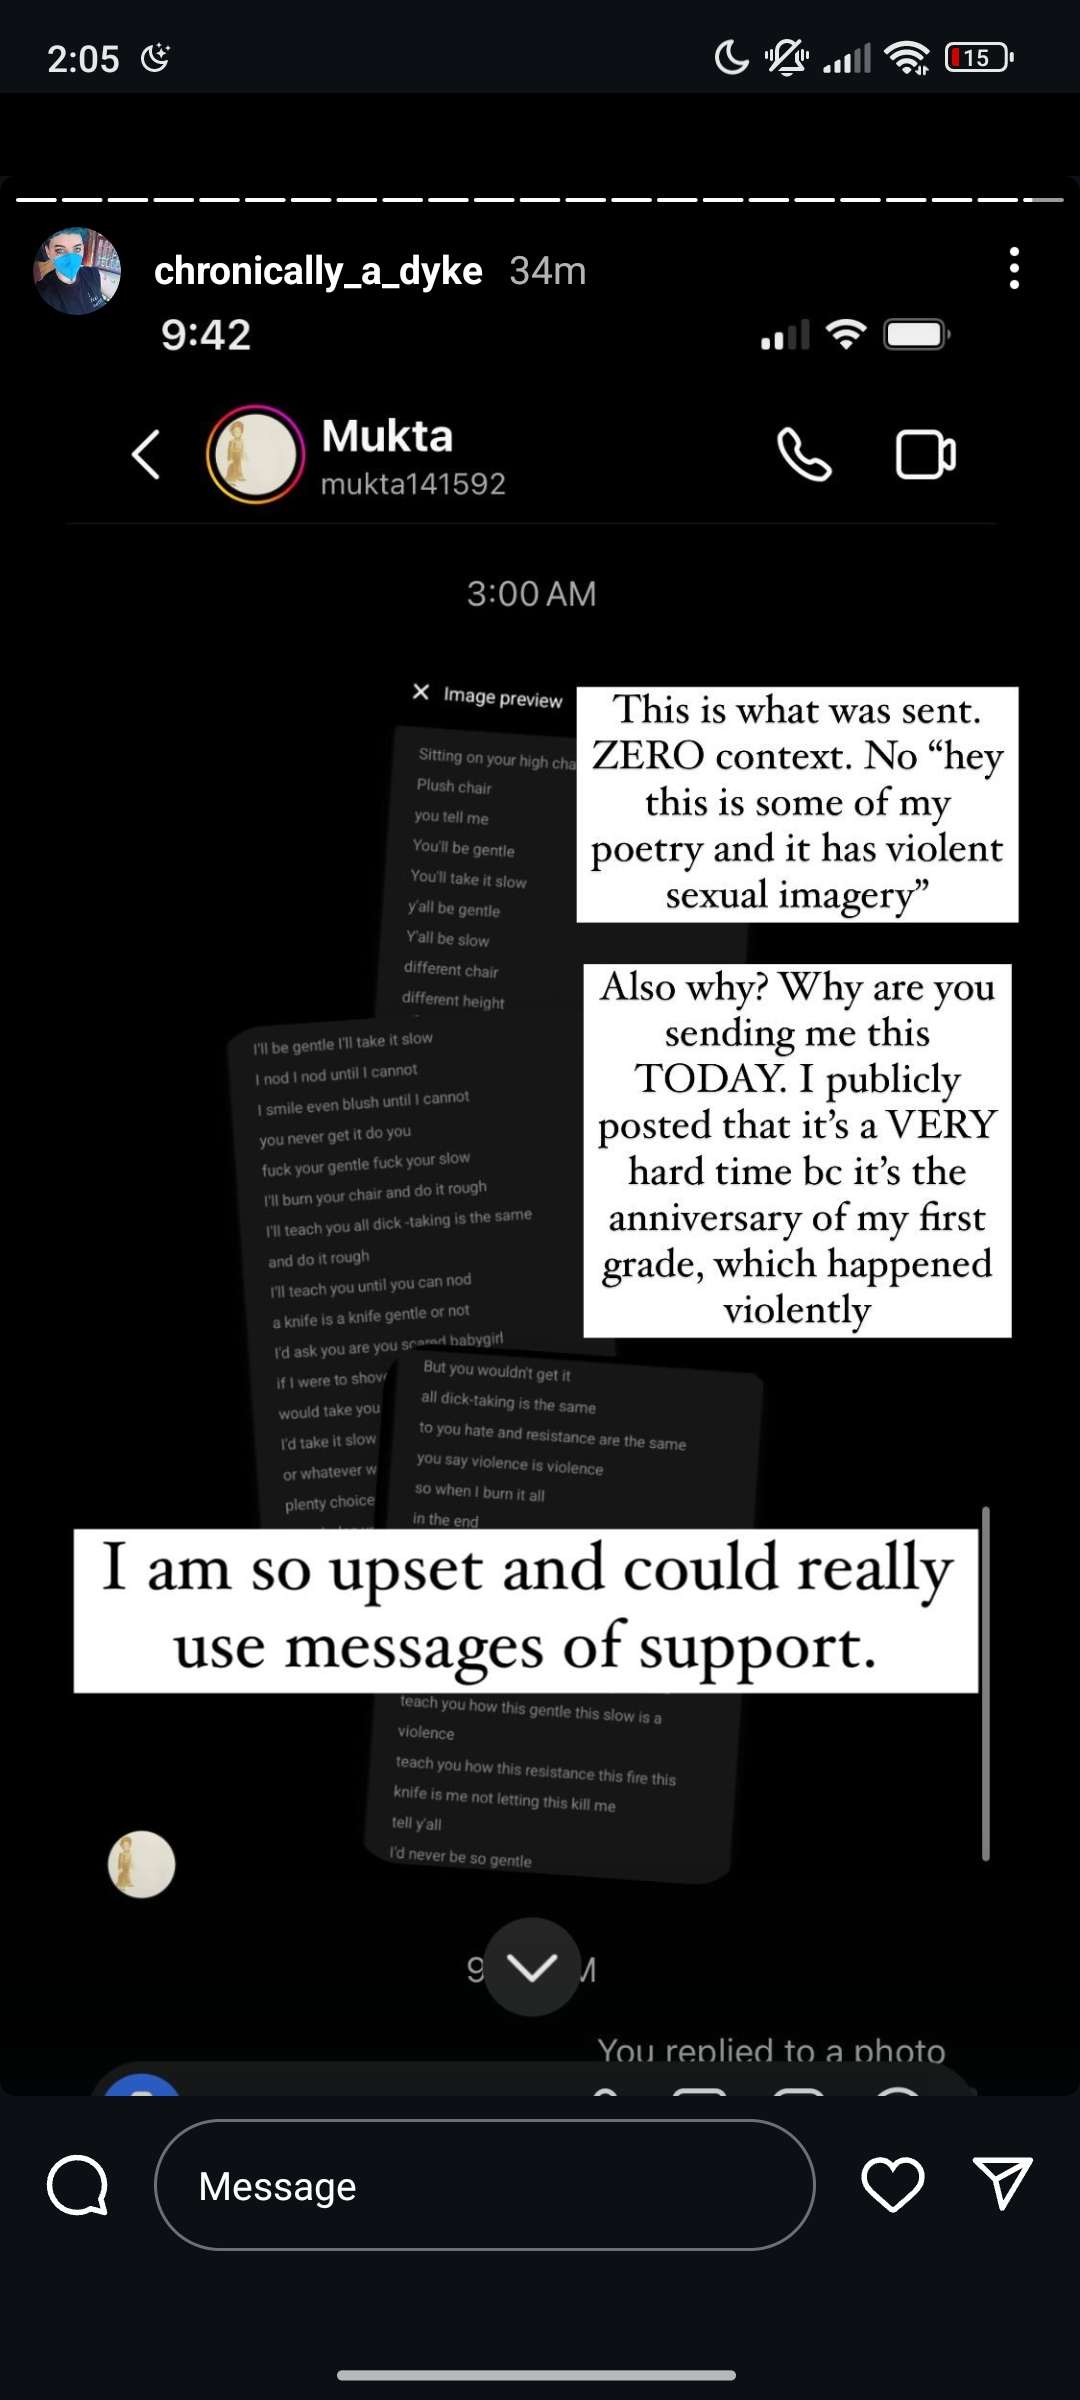 2:05
15
chronically_a_dyke 34m
9:42
Mukta
mukta141592
3:00 AM
Image preview
Sitting on your high cha
Plush chair
you tell me
You'll be gentle
You'll take it slow
y'all be gentle
Y'all be slow
different chair
different height
This is what was sent.
ZERO context. No “hey
this is some of my
poetry and it has violent
sexual imagery”
Also why? Why are you
sending me this
TODAY. I publicly
posted that it’s a VERY
hard time bc it’s the
anniversary of my first
grade, which happened
violently
I'll be gentle I'll take it slow
I nod I nod until I cannot
I smile even blush until I cannot
you never get it do you
fuck your gentle fuck your slow
I'll burn your chair and do it rough
I'll teach you all dick -taking is the same
and do it rough
I'll teach you until you can nod
a knife is a knife gentle or not
I'd ask you are you scared babygirl
if I were to shov
would take you
I'd take it slow
or whatever w
plenty choice
But you wouldn't get it
all dick-taking is the same
to you hate and resistance are the same
you say violence is violence
so when I burn it all
in the end
I am so upset and could really
use messages of support.
teach you how this gentle this slow is a
violence
teach you how this resistance this fire this
knife is me not letting this kill me
tell y'all
I'd never be so gentle
9
You replied to a photo
Message